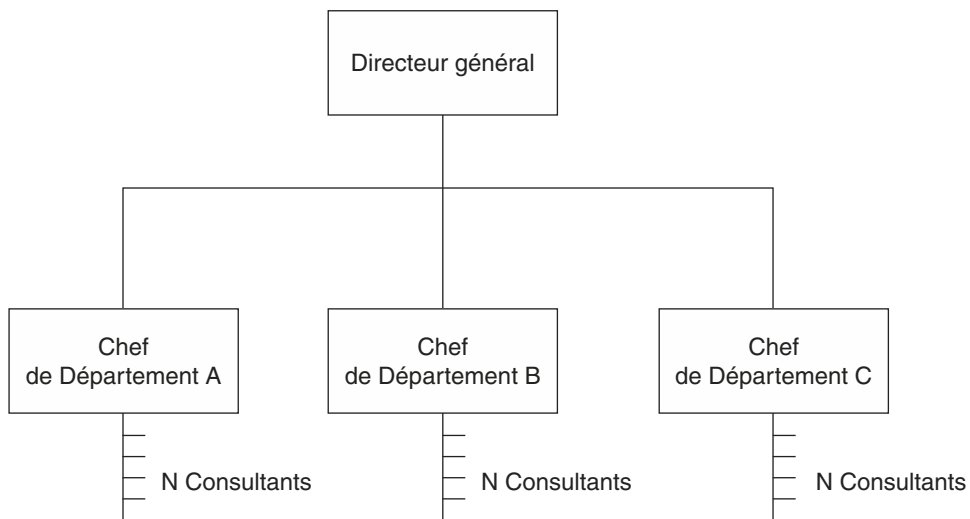 Directeur général
Chef
de Département A
Chef
de Département B
Chef
de Département C
N Consultants
N Consultants
N Consultants